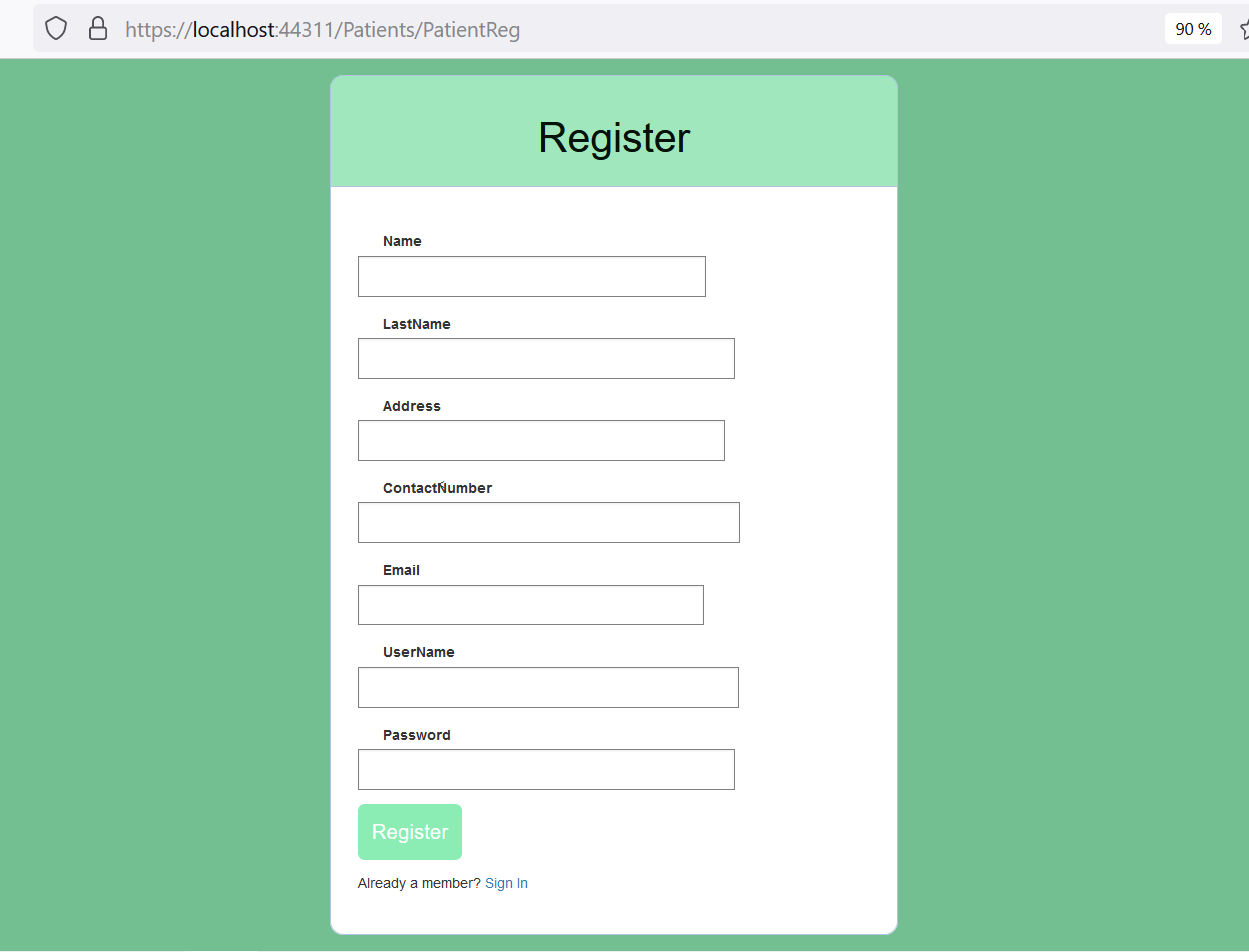 https://localhost:44311/Patients/PatientReg
90 %
Register
Name
LastName
Address
ContactNumber
Email
UserName
Password
Register
Already a member? Sign In